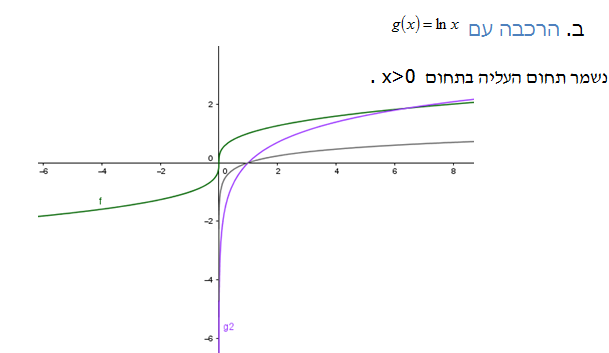 ב. הרכבה עם g(x) = ln x
נשמר תחום העליה בתחום x>0 .
2
0
-6 -4 -2 0 2 4 6 8
f
-2
-4
g2
-6